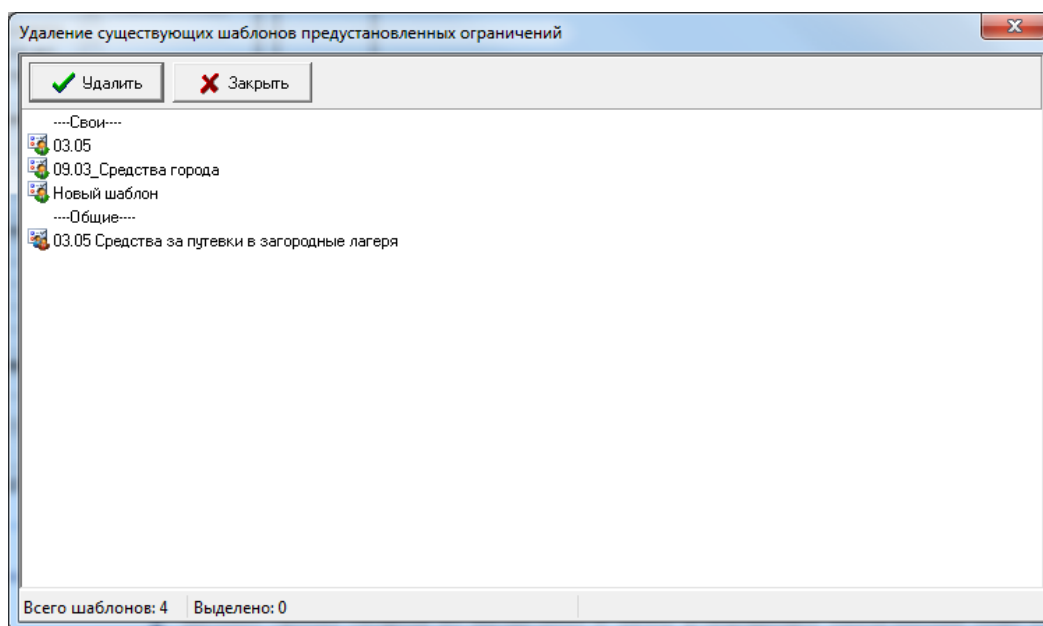 Удаление существующих шаблонов предустановленных ограничений
Удалить Закрыть
----Свои----
03.05
09.03_Средства города
Новый шаблон
----Общие----
03.05 Средства за путевки в загородные лагеря
Всего шаблонов: 4 Выделено: 0